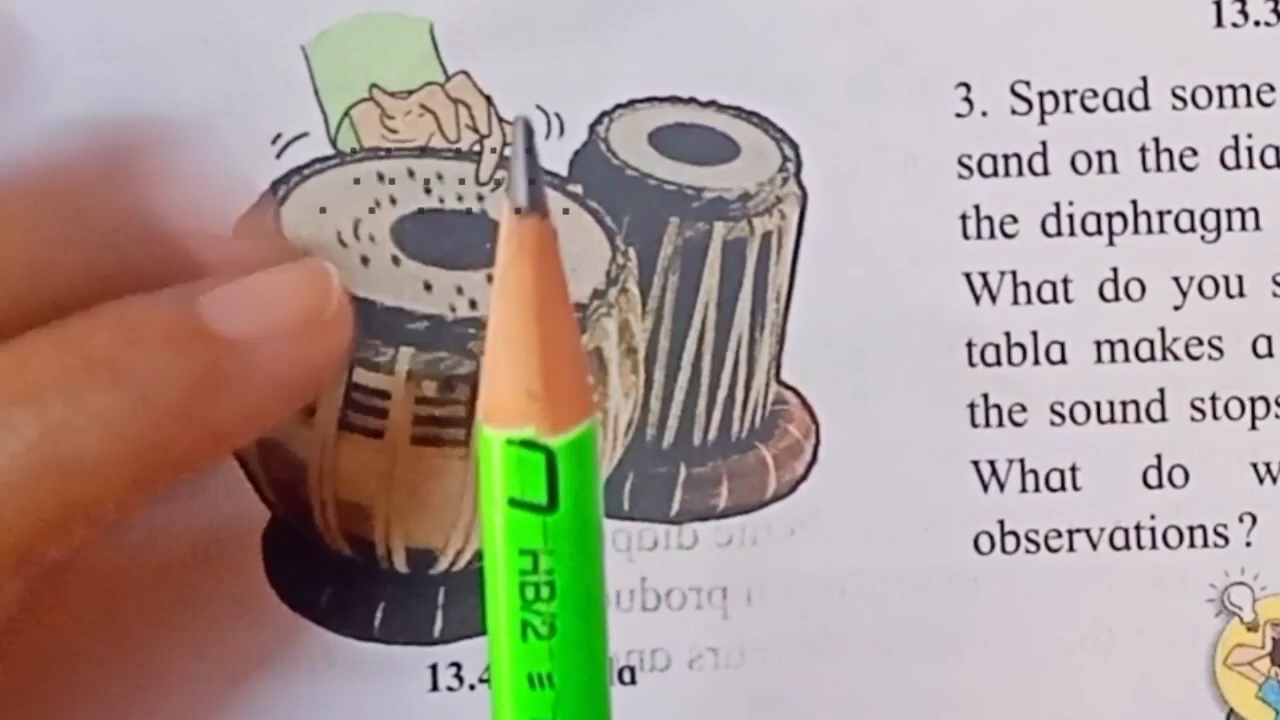 13.3
3. Spread some
sand on the dia
the diaphragm
What do you s
tabla makes a
the sound stops
What do w
observations?
HB/2
13.4 a